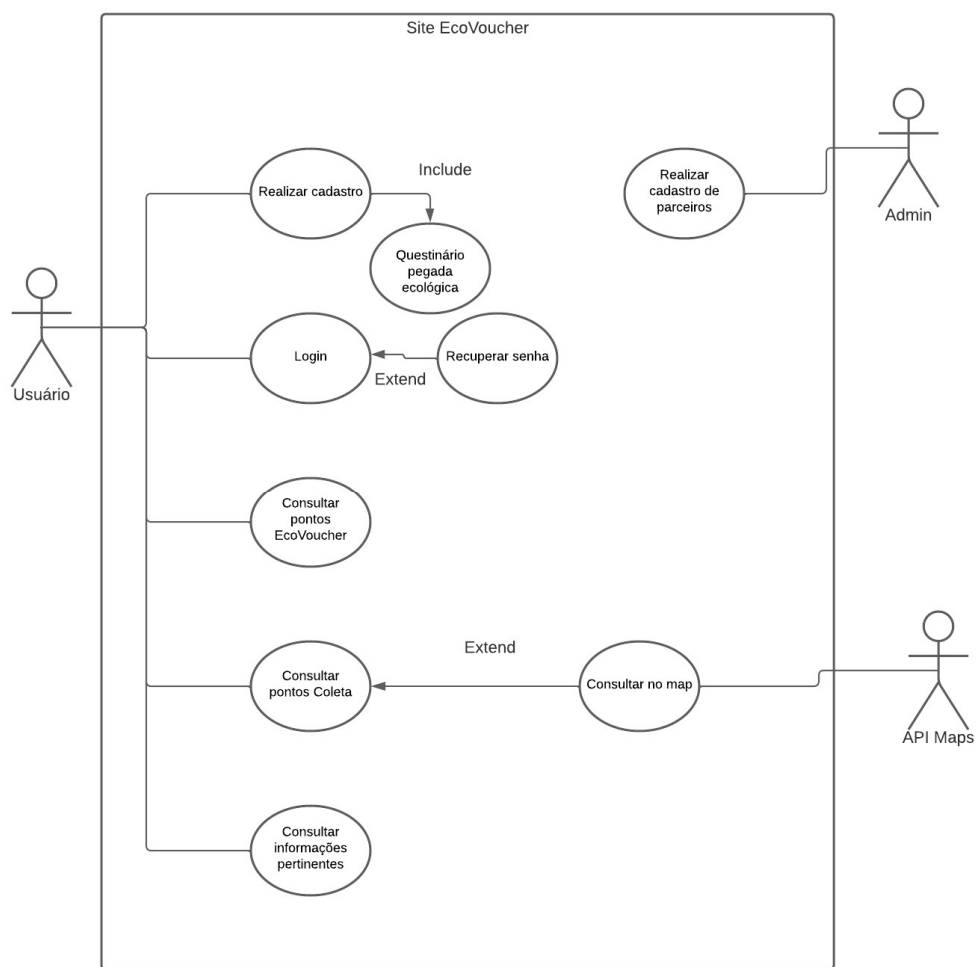 Site EcoVoucher
Realizar cadastro
Include
Questinário
pegada
ecológica
Realizar
cadastro de
parceiros
Admin
Usuário
Login
Extend
Recuperar senha
Consultar
pontos
EcoVoucher
Consultar
pontos Coleta
Extend
Consultar no map
API Maps
Consultar
informações
pertinentes